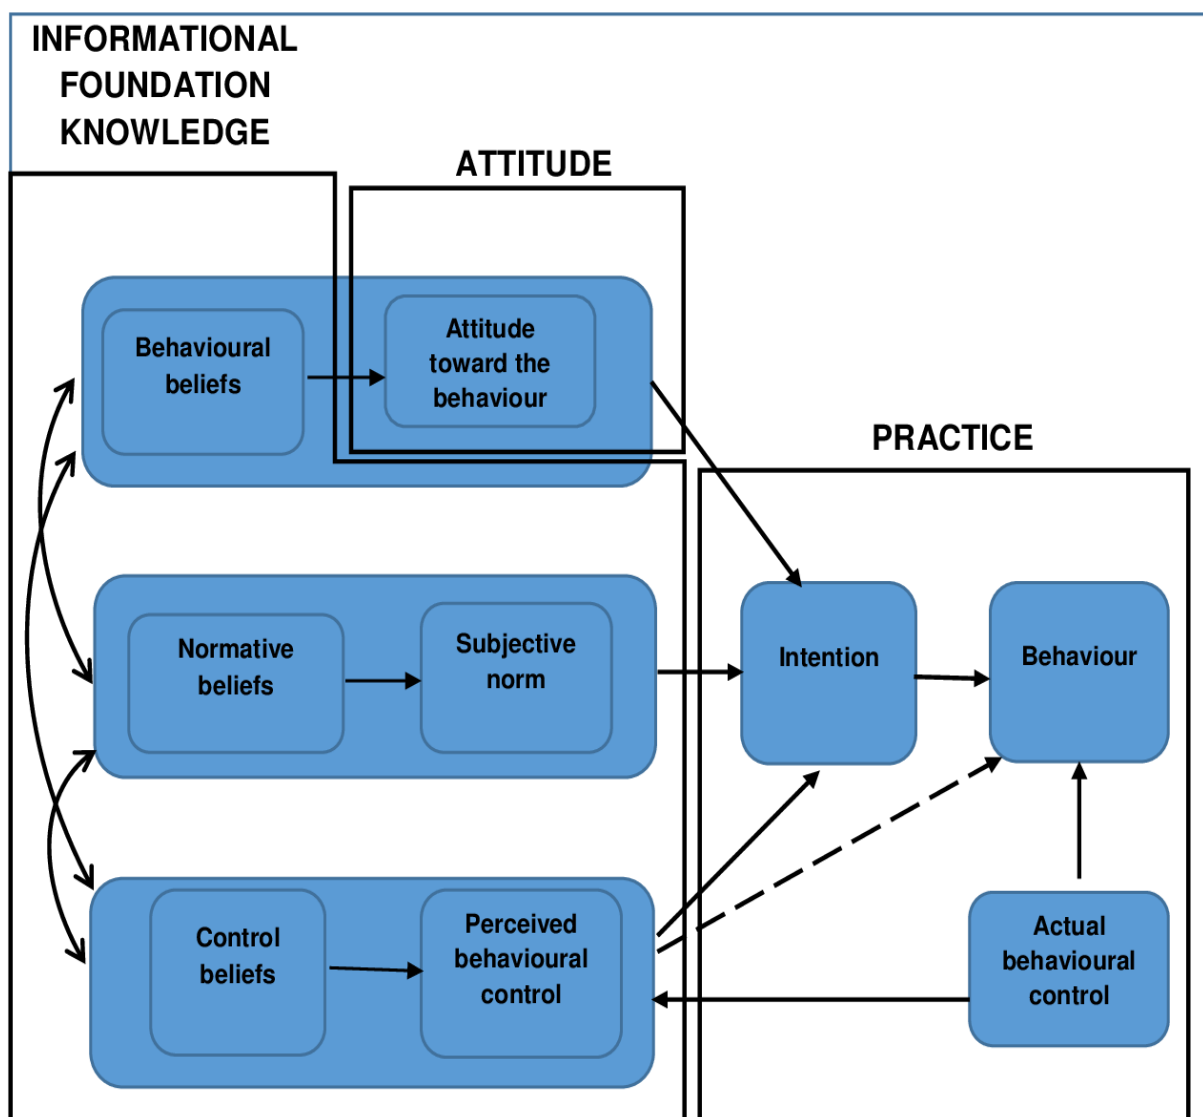 INFORMATIONAL
FOUNDATION
KNOWLEDGE
ATTITUDE
Behavioural
beliefs
Attitude
toward the
behaviour
PRACTICE
Normative
beliefs
Subjective
norm
Intention
Behaviour
Control
beliefs
Perceived
behavioural
control
Actual
behavioural
control